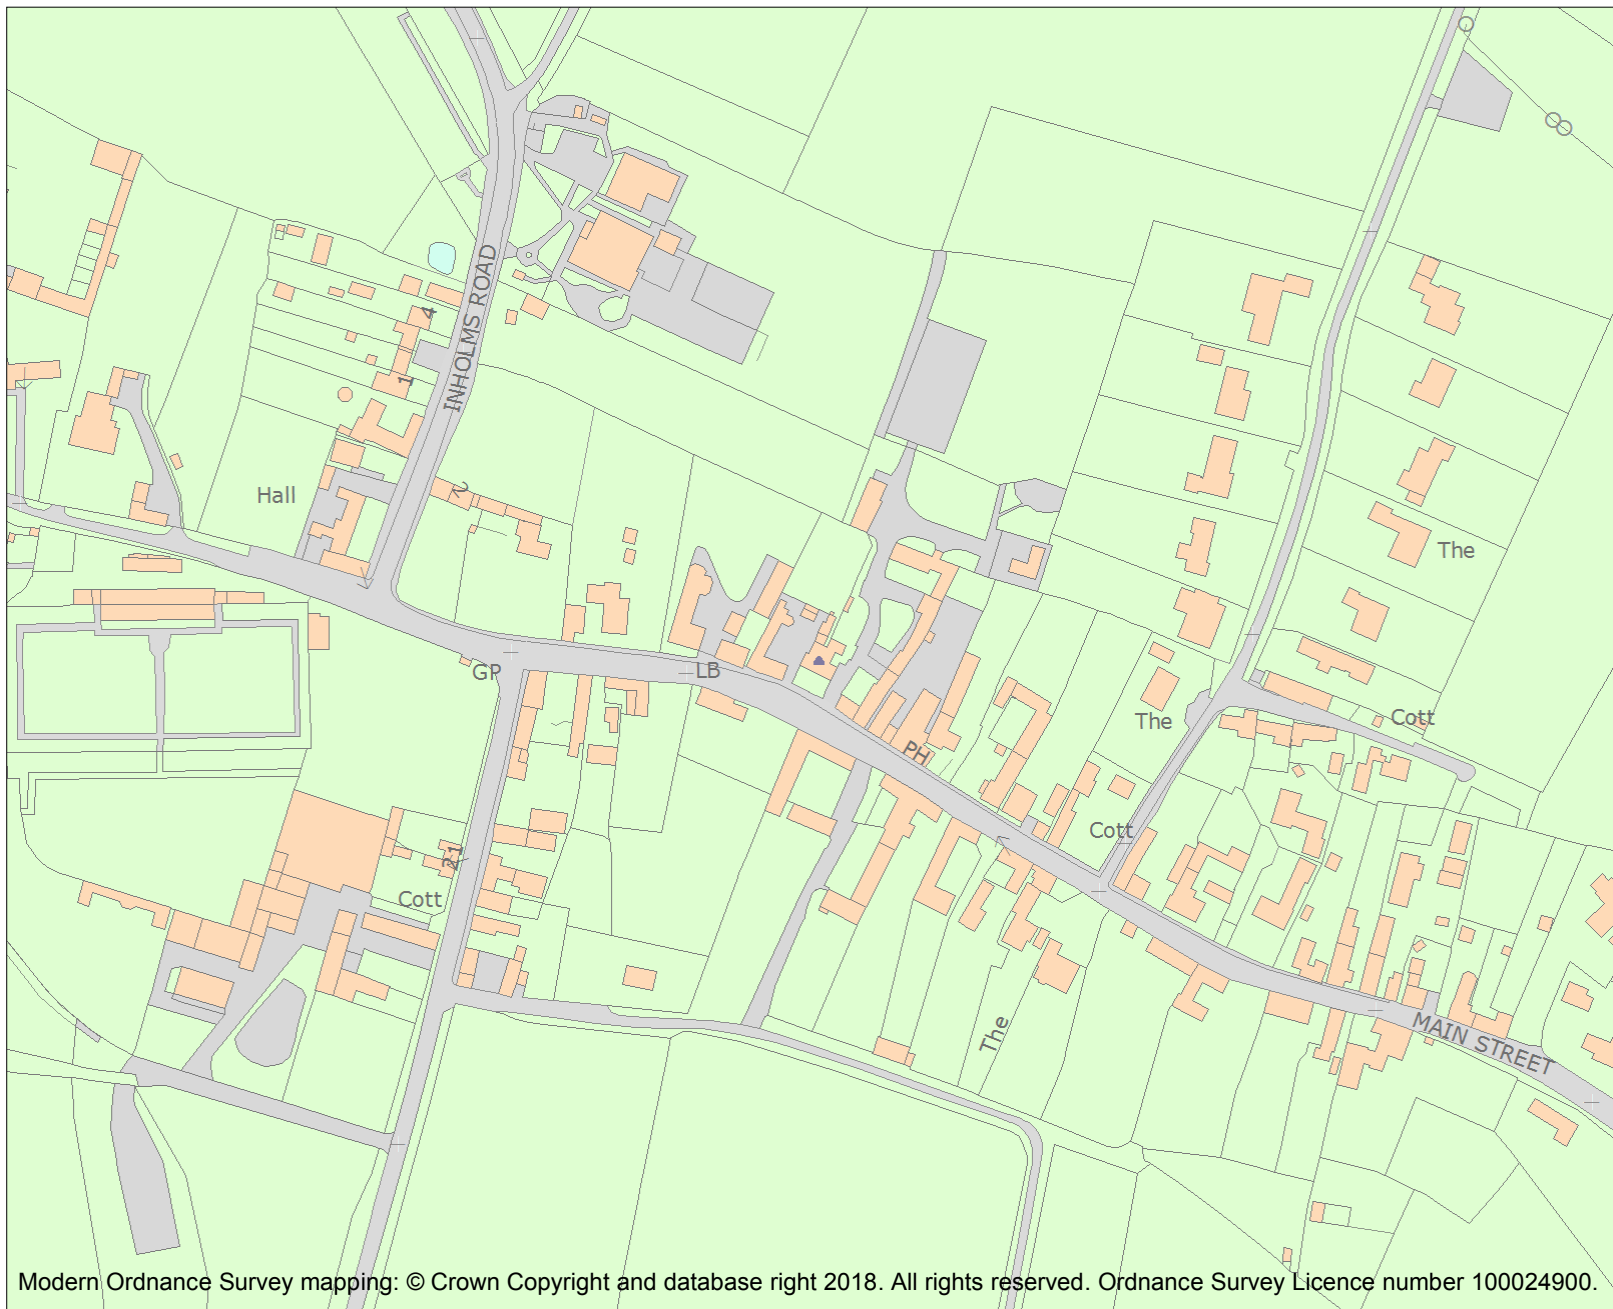 INHOLMS ROAD
4
1
Hall
2
The
GP
LB
The
Cott
PH
Cott
21
Cott
The
MAIN STREET
Modern Ordnance Survey mapping: © Crown Copyright and database right 2018. All rights reserved. Ordnance Survey Licence number 100024900.